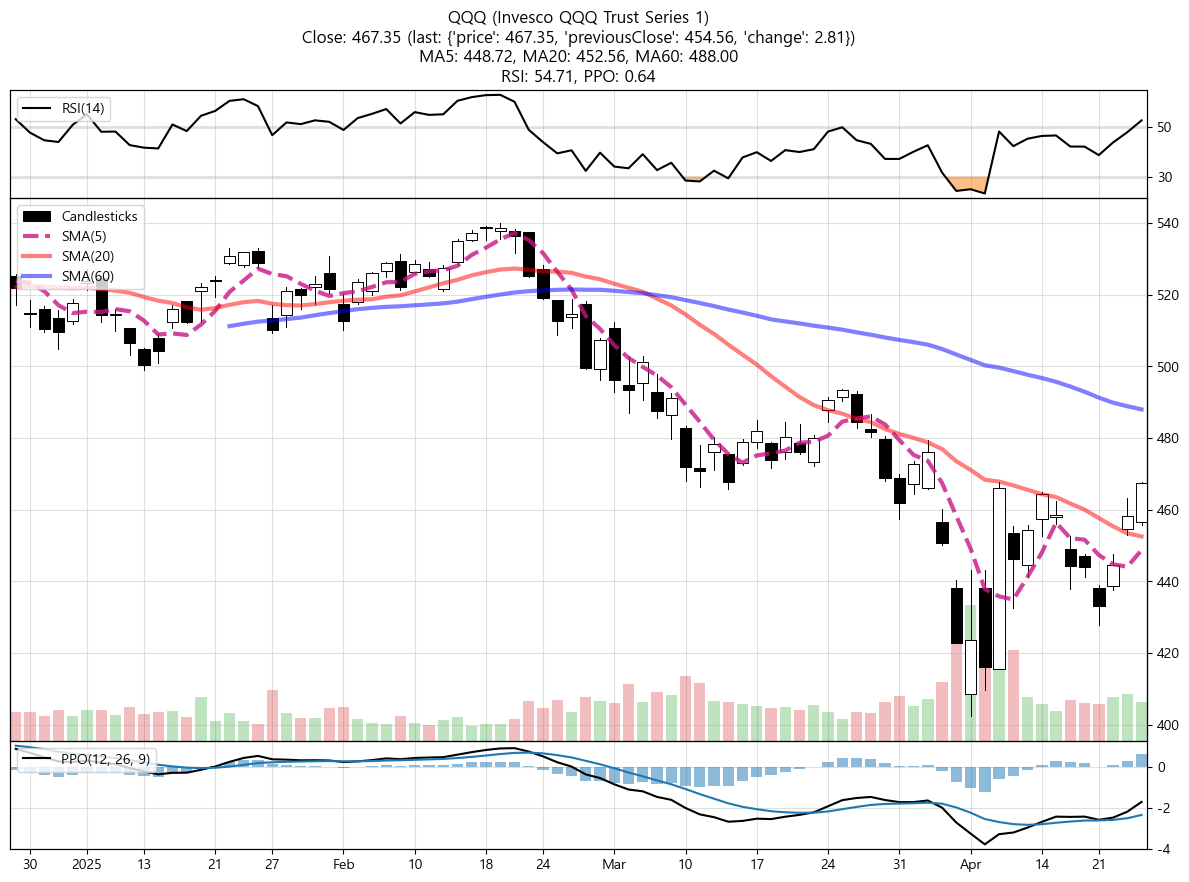 QQQ (Invesco QQQ Trust Series 1)
Close: 467.35 (last: {'price': 467.35, 'previousClose': 454.56, 'change': 2.81})
MA5: 448.72, MA20: 452.56, MA60: 488.00
RSI: 54.71, PPO: 0.64
RSI(14)
50
30
Candlesticks
SMA(5)
SMA(20)
SMA(60)
540
520
500
480
460
440
420
400
PPO(12, 26, 9)
0
-2
-4
30 2025 13 21 27 Feb 10 18 24 Mar 10 17 24 31 Apr 14 21